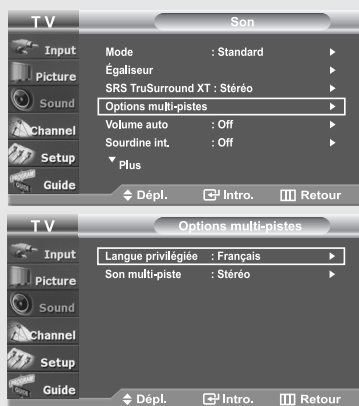 TV Son
Input
Picture
Sound
Channel
Setup
Guide
Mode : Standard
Égaliseur
SRS TruSurround XT : Stéréo
Options multi-pistes
Volume auto : Off
Sourdine int. : Off
Plus
Dépl. Intro. Retour
TV Options multi-pistes
Input
Picture
Sound
Channel
Setup
Guide
Langue privilégiée : Français
Son multi-piste : Stéréo
Dépl. Intro. Retour